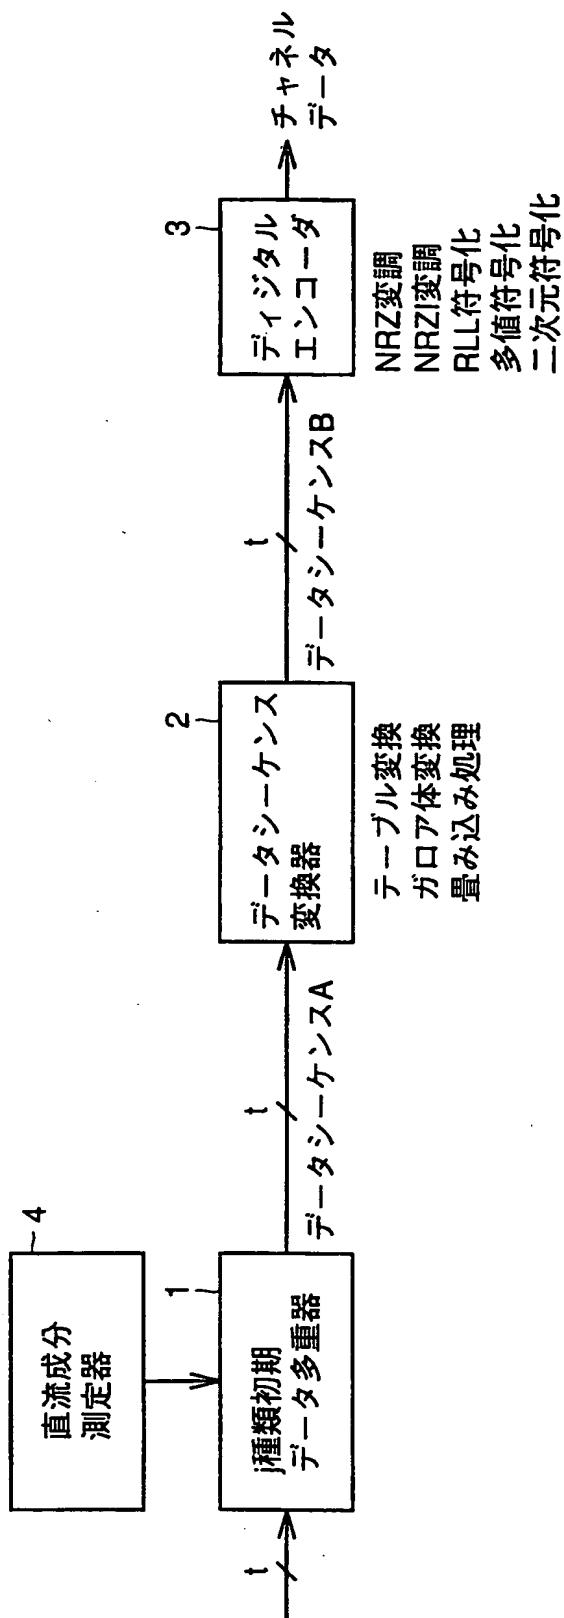 直流成分
測定器
4
t
j種類初期
データ多重器
1
t
データシーケンスA
データシーケンス
変換器
2
テーブル変換
ガロア体変換
畳み込み処理
t
データシーケンスB
ディジタル
エンコーダ
3
NRZ変調
NRZI変調
RLL符号化
多値符号化
二次元符号化
チャネル
データ